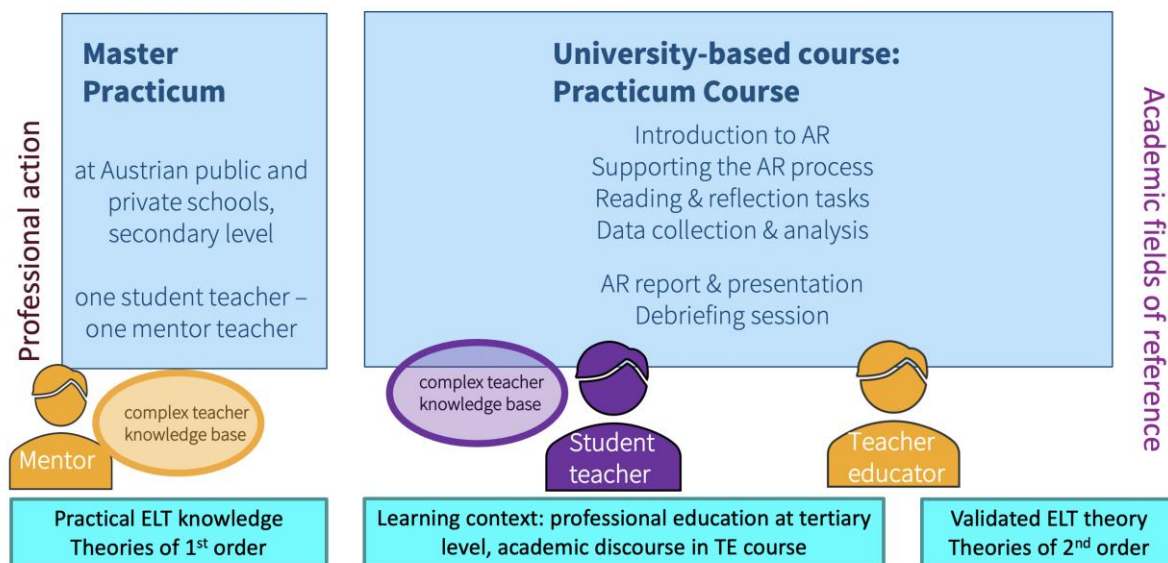 Professional action
Master
Practicum
at Austrian public and
private schools,
secondary level
one student teacher –
one mentor teacher
University-based course:
Practicum Course
Introduction to AR
Supporting the AR process
Reading & reflection tasks
Data collection & analysis
AR report & presentation
Debriefing session
Academic fields of reference
Mentor
complex teacher
knowledge base
complex teacher
knowledge base
Student
teacher
Teacher
educator
Practical ELT knowledge
Theories of 1st order
Learning context: professional education at tertiary
level, academic discourse in TE course
Validated ELT theory
Theories of 2nd order